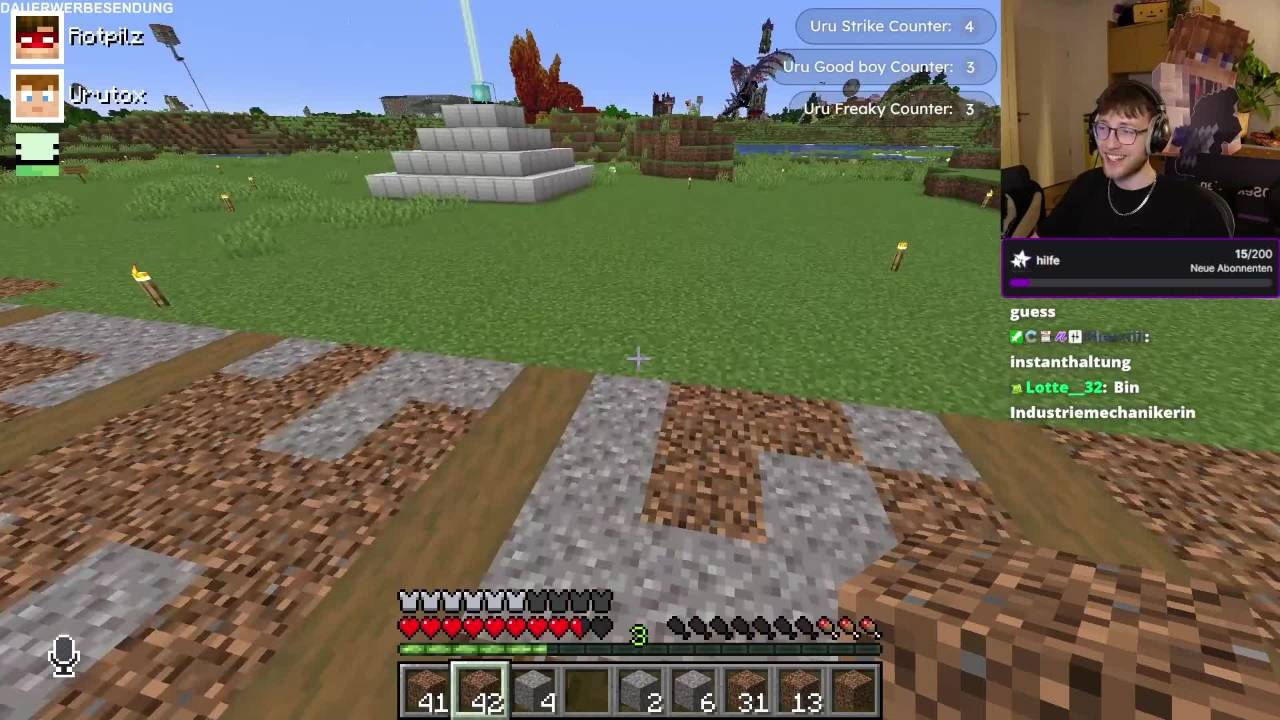 DAUERWERBESENDUNG
Rotpilz
Urutox
Uru Strike Counter: 4
Uru Good boy Counter: 3
Uru Freaky Counter: 3
hilfe
15/200
Neue Abonnenten
guess
instanthaltung
Lotte__32: Bin
Industriemechanikerin
3
41 42 4 2 6 31 13